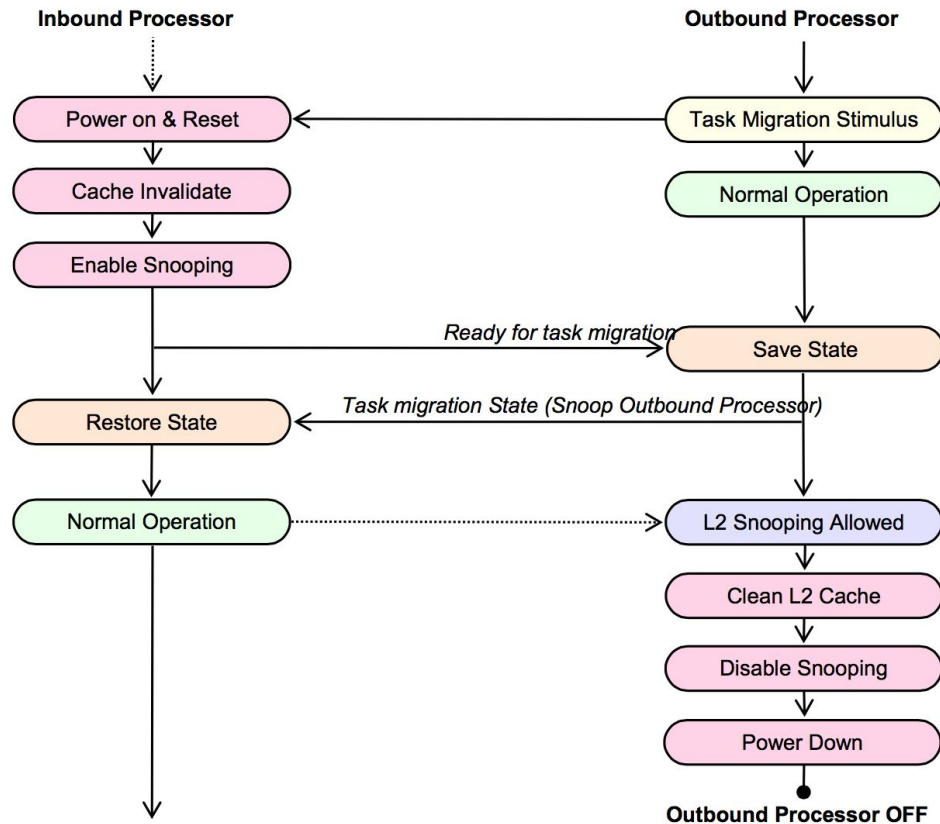 Inbound Processor
Outbound Processor
Power on & Reset
Task Migration Stimulus
Cache Invalidate
Normal Operation
Enable Snooping
Ready for task migration
Save State
Task migration State (Snoop Outbound Processor)
Restore State
Normal Operation
L2 Snooping Allowed
Clean L2 Cache
Disable Snooping
Power Down
Outbound Processor OFF